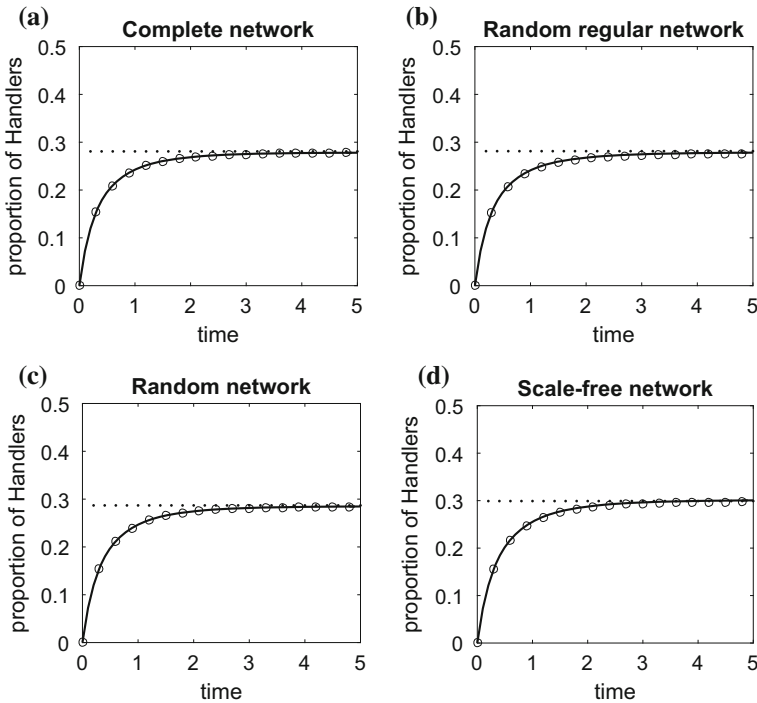 (a)
Complete network
0.5
0.4
0.3
0.2
0.1
0
0 1 2 3 4 5
proportion of Handlers
time
(b)
Random regular network
0.5
0.4
0.3
0.2
0.1
0
0 1 2 3 4 5
proportion of Handlers
time
(c)
Random network
0.5
0.4
0.3
0.2
0.1
0
0 1 2 3 4 5
proportion of Handlers
time
(d)
Scale-free network
0.5
0.4
0.3
0.2
0.1
0
0 1 2 3 4 5
proportion of Handlers
time